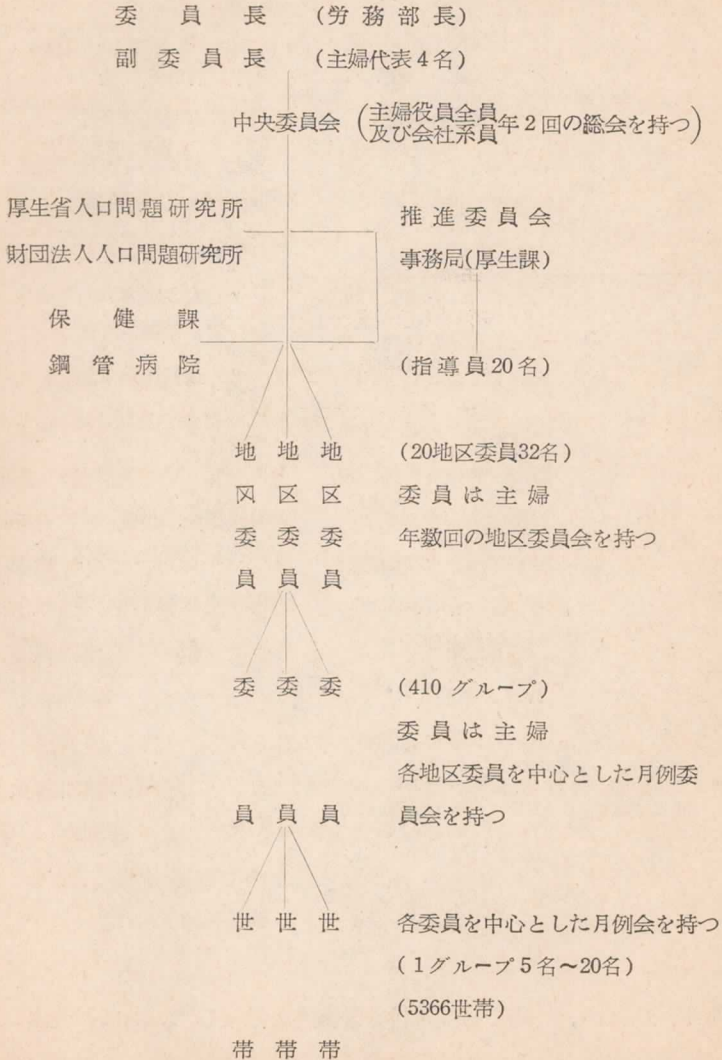 委員長 (労務部長)
副委員長 (主婦代表4名)
中央委員会 (主婦役員全員及び会社系員年2回の総会を持つ)
厚生省人口問題研究所
財団法人人口問題研究所
推進委員会
事務局(厚生課)
保健課
鋼管病院
(指導員20名)
地 地 地 (20地区委員32名)
区 区 区 委員は主婦
委 委 委 年数回の地区委員会を持つ
員 員 員
委 委 委 (410 グループ)
委員は主婦
各地区委員を中心とした月例委
員 員 員 員会を持つ
世 世 世 各委員を中心とした月例会を持つ
(1グループ5名~20名)
(5366世帯)
帯 帯 帯